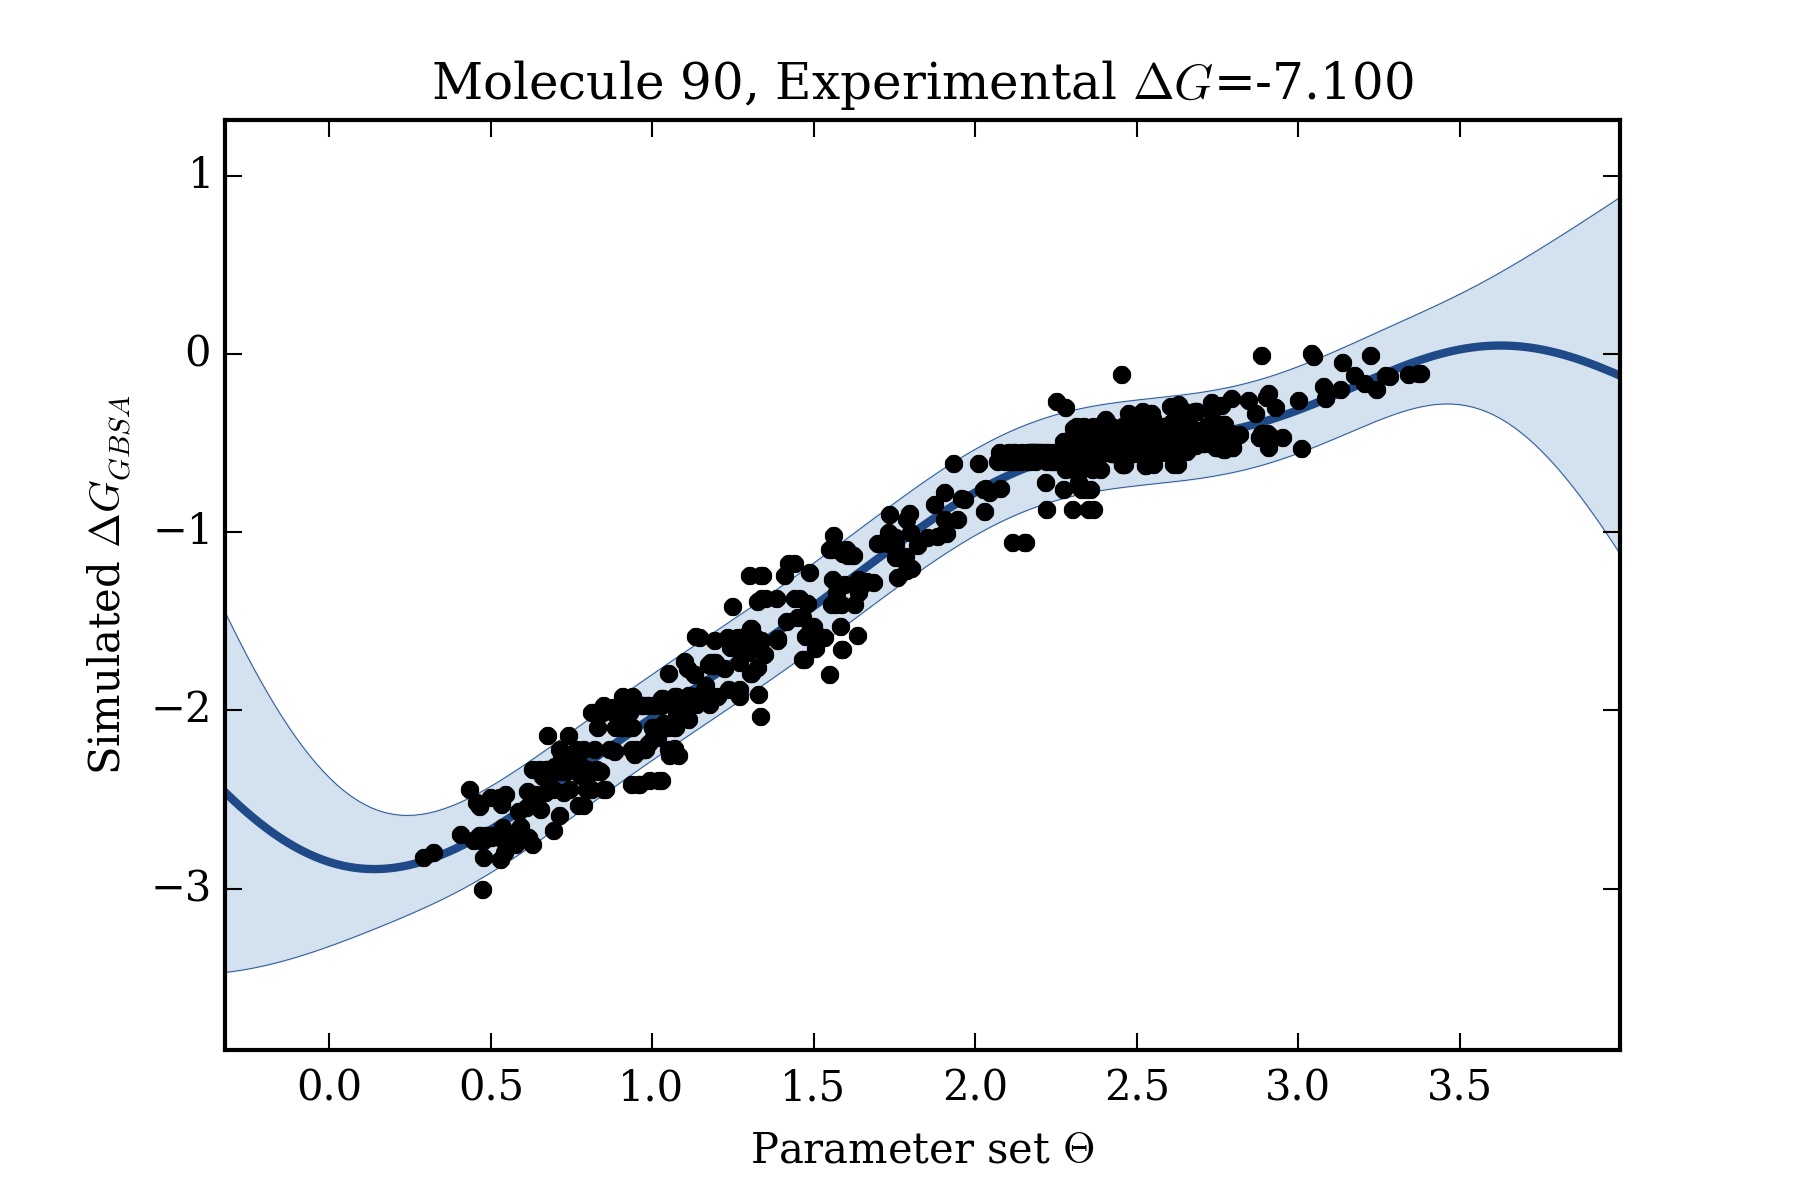 Molecule 90, Experimental ΔG=-7.100
Simulated ΔG_GBSA
1
0
−1
−2
−3
0.0 0.5 1.0 1.5 2.0 2.5 3.0 3.5
Parameter set Θ